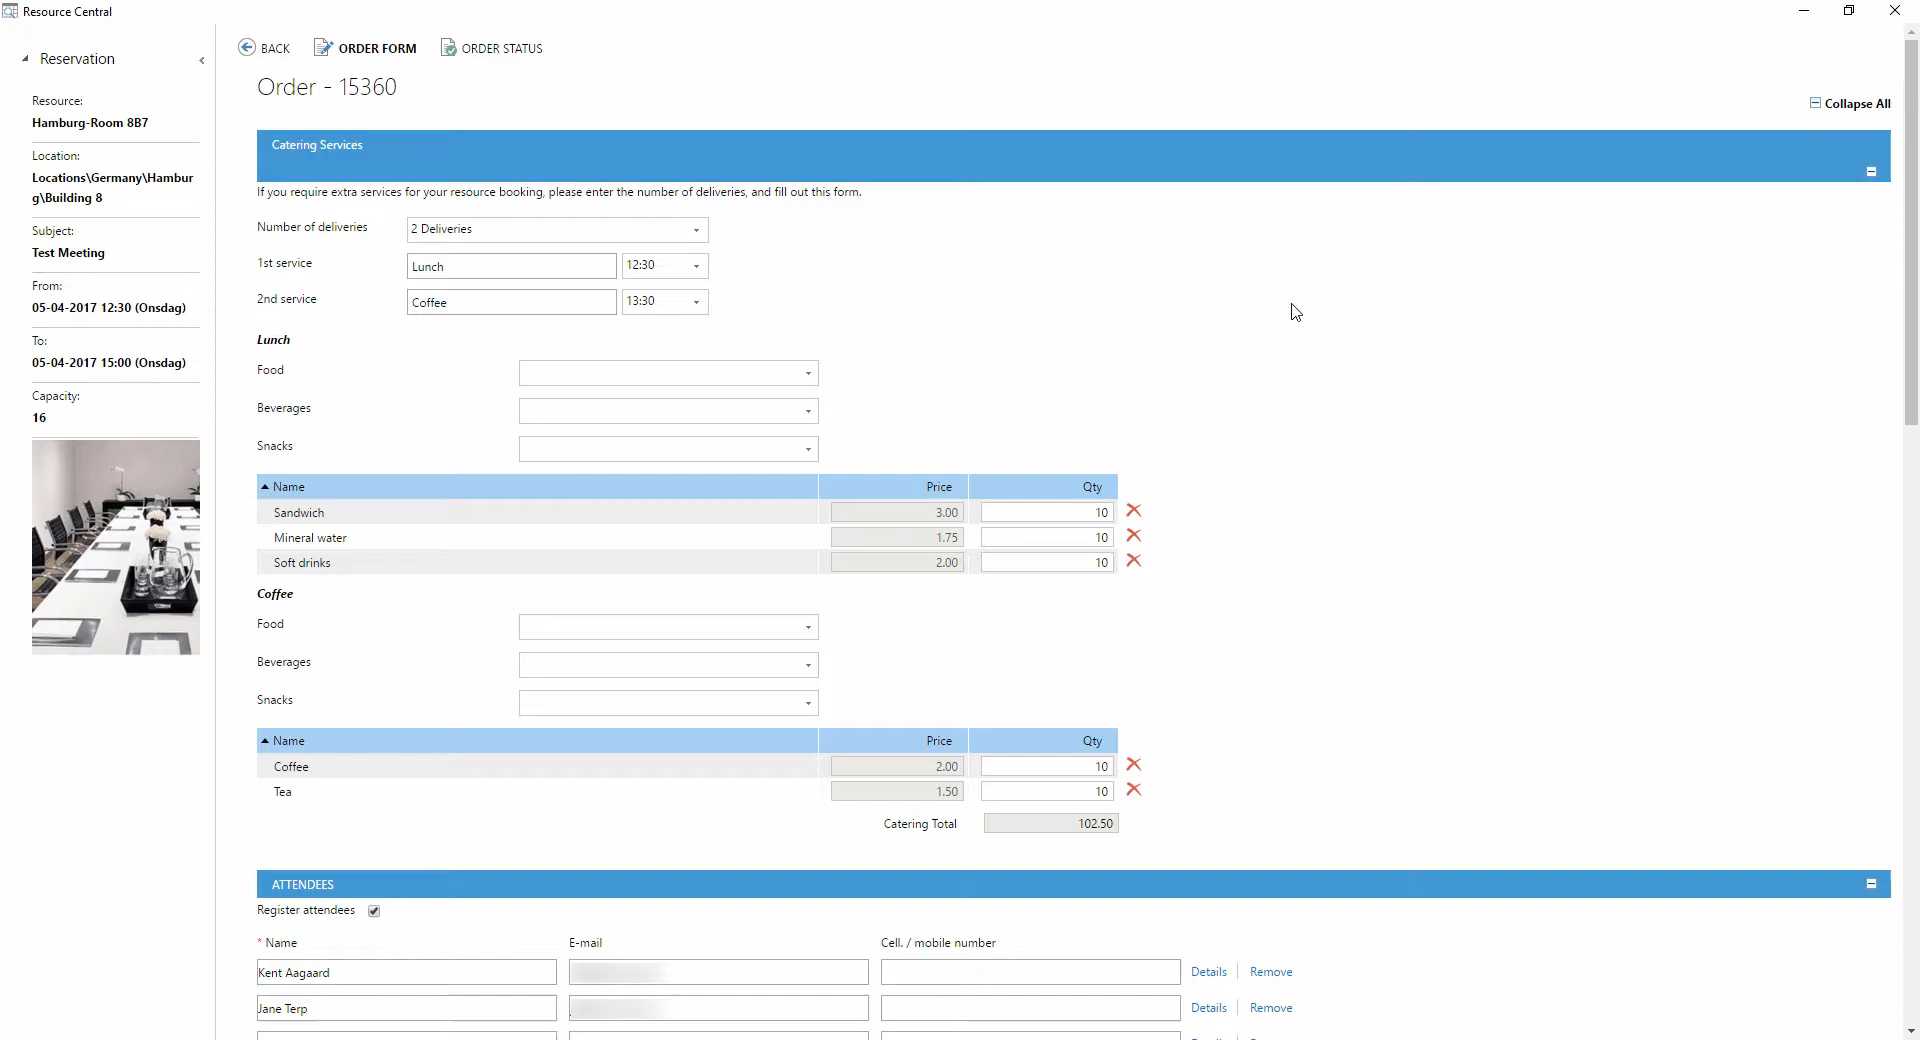 Resource Central
Reservation
Resource:
Hamburg-Room 8B7
Location:
Locations\Germany\Hambur
g\Building 8
Subject:
Test Meeting
From:
05-04-2017 12:30 (Onsdag)
To:
05-04-2017 15:00 (Onsdag)
Capacity:
16
BACK ORDER FORM ORDER STATUS
Order - 15360
Collapse All
Catering Services
If you require extra services for your resource booking, please enter the number of deliveries, and fill out this form.
Number of deliveries 2 Deliveries
1st service Lunch 12:30
2nd service Coffee 13:30
Lunch
Food
Beverages
Snacks
Name Price Qty
Sandwich 3.00 10
Mineral water 1.75 10
Soft drinks 2.00 10
Coffee
Food
Beverages
Snacks
Name Price Qty
Coffee 2.00 10
Tea 1.50 10
Catering Total 102.50
ATTENDEES
Register attendees
* Name E-mail Cell. / mobile number
Kent Aagaard Details Remove
Jane Terp Details Remove